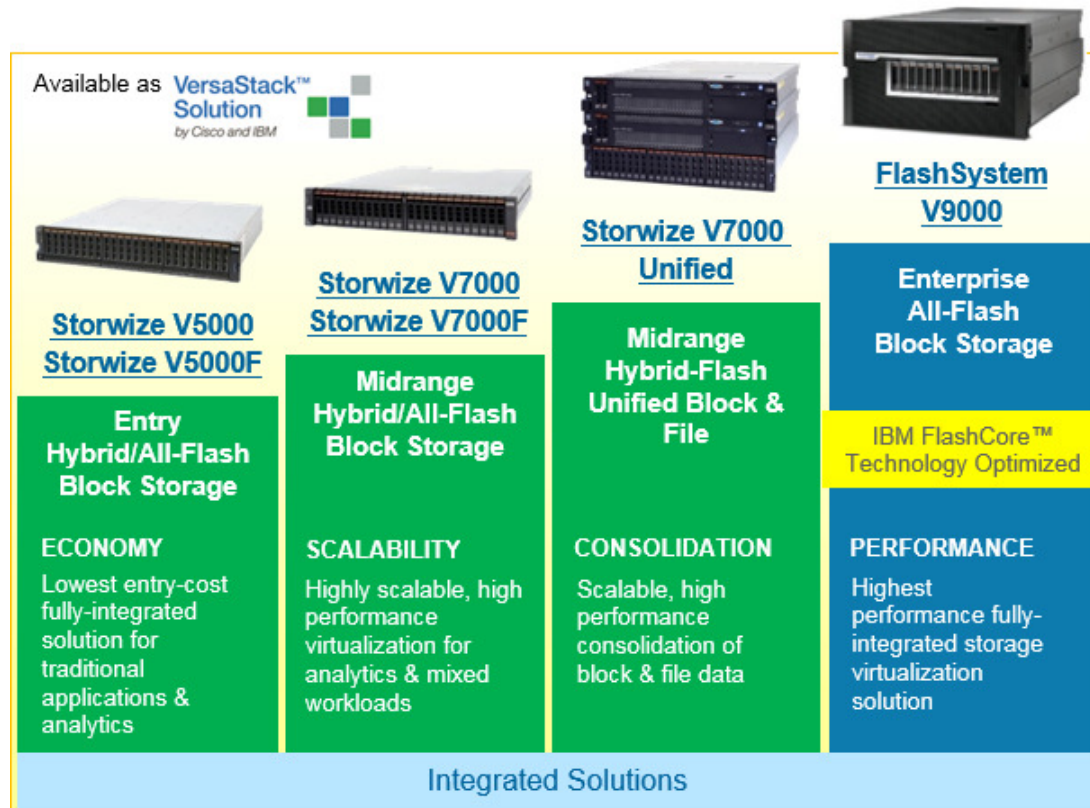 Available as
VersaStack™
Solution
by Cisco and IBM
Storwize V5000
Storwize V5000F
Entry
Hybrid/All-Flash
Block Storage
ECONOMY
Lowest entry-cost
fully-integrated
solution for
traditional
applications &
analytics
Storwize V7000
Storwize V7000F
Midrange
Hybrid/All-Flash
Block Storage
SCALABILITY
Highly scalable, high
performance
virtualization for
analytics & mixed
workloads
Storwize V7000
Unified
Midrange
Hybrid-Flash
Unified Block &
File
CONSOLIDATION
Scalable, high
performance
consolidation of
block & file data
FlashSystem
V9000
Enterprise
All-Flash
Block Storage
IBM FlashCore™
Technology Optimized
PERFORMANCE
Highest
performance fully-
integrated storage
virtualization
solution
Integrated Solutions